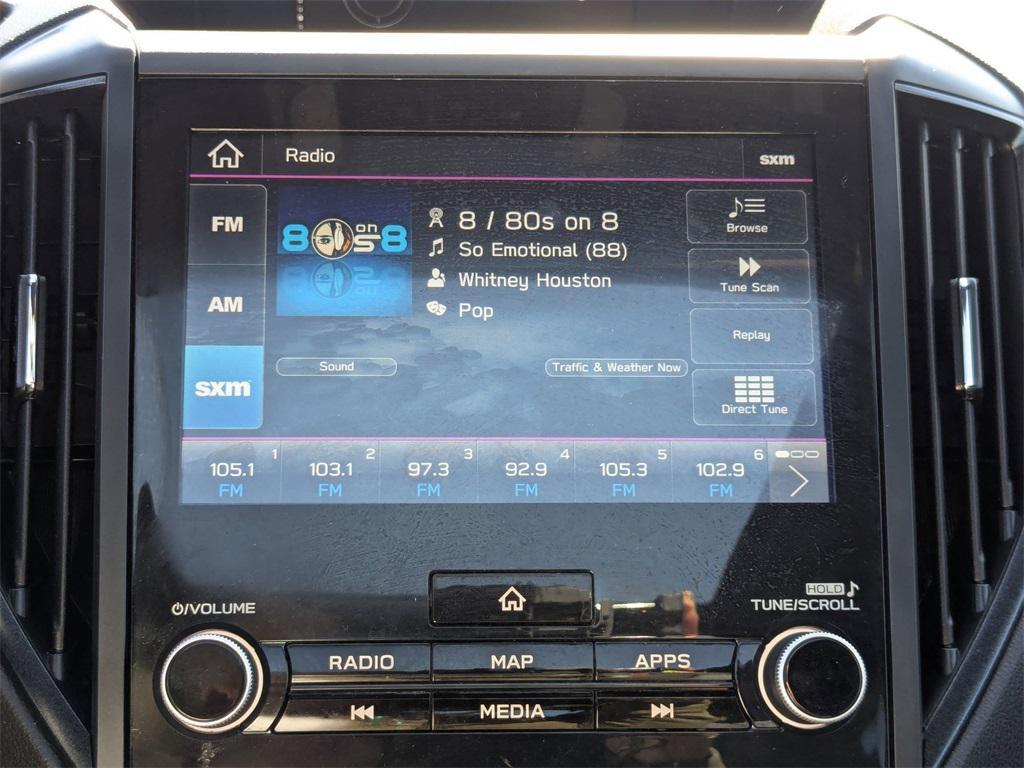 Radio
sxm
FM
AM
sxm
80s on 8
8 / 80s on 8
So Emotional (88)
Whitney Houston
Pop
Sound
Traffic & Weather Now
Browse
Tune Scan
Replay
Direct Tune
1
105.1
FM
2
103.1
FM
3
97.3
FM
4
92.9
FM
5
105.3
FM
6
102.9
FM
/VOLUME
HOLD
TUNE/SCROLL
RADIO
MAP
APPS
MEDIA